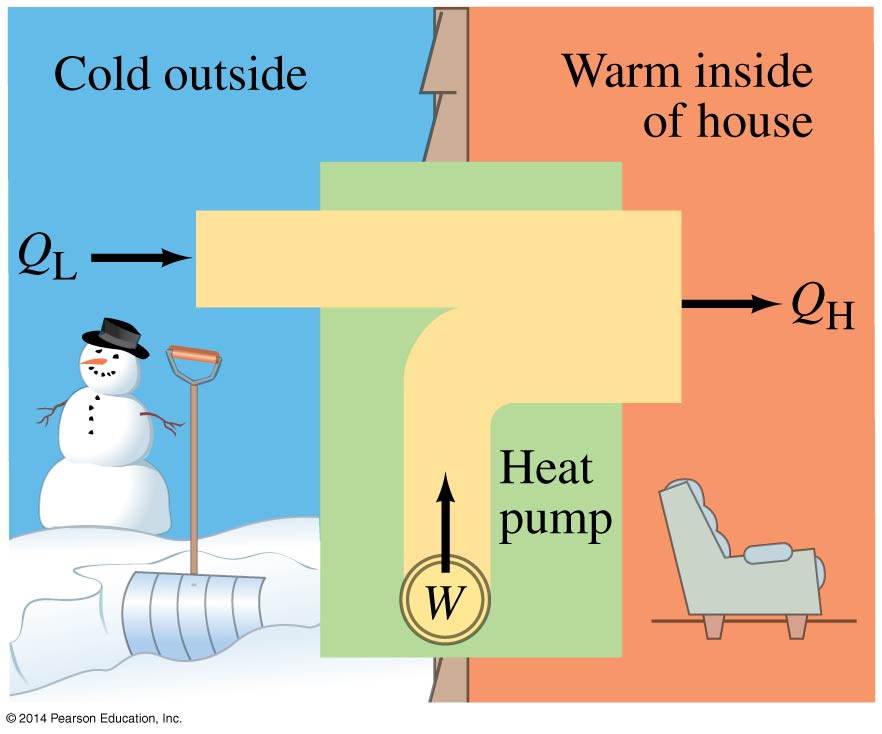 Cold outside
Warm inside
of house
QL
QH
Heat
pump
W
© 2014 Pearson Education, Inc.